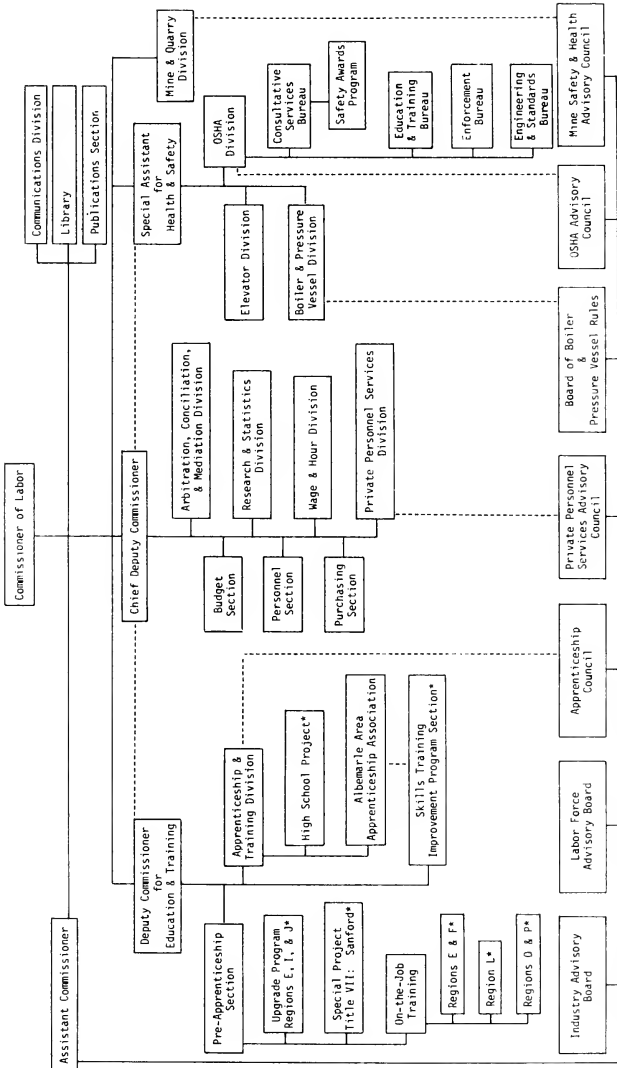 Commissioner of Labor
Assistant Commissioner
Communications Division
Library
Publications Section
Deputy Commissioner
for
Education & Training
Chief Deputy Commissioner
Special Assistant
for
Health & Safety
Mine & Quarry
Division
Pre-Apprenticeship
Section
Upgrade Program
Regions E, I, & J*
Special Project
Title VII: Sanford*
On-the-Job
Training
Regions E & F*
Region L*
Regions O & P*
Apprenticeship &
Training Division
High School Project*
Albemarle Area
Apprenticeship Association
Skills Training
Improvement Program Section*
Budget
Section
Personnel
Section
Purchasing
Section
Arbitration, Conciliation,
& Mediation Division
Research & Statistics
Division
Wage & Hour Division
Private Personnel Services
Division
Elevator Division
Boiler & Pressure
Vessel Division
OSHA
Division
Consultative
Services
Bureau
Safety Awards
Program
Education
& Training
Bureau
Enforcement
Bureau
Engineering
& Standards
Bureau
Industry Advisory
Board
Labor Force
Advisory Board
Apprenticeship
Council
Private Personnel
Services Advisory
Council
Board of Boiler
&
Pressure Vessel Rules
OSHA Advisory
Council
Mine Safety & Health
Advisory Council